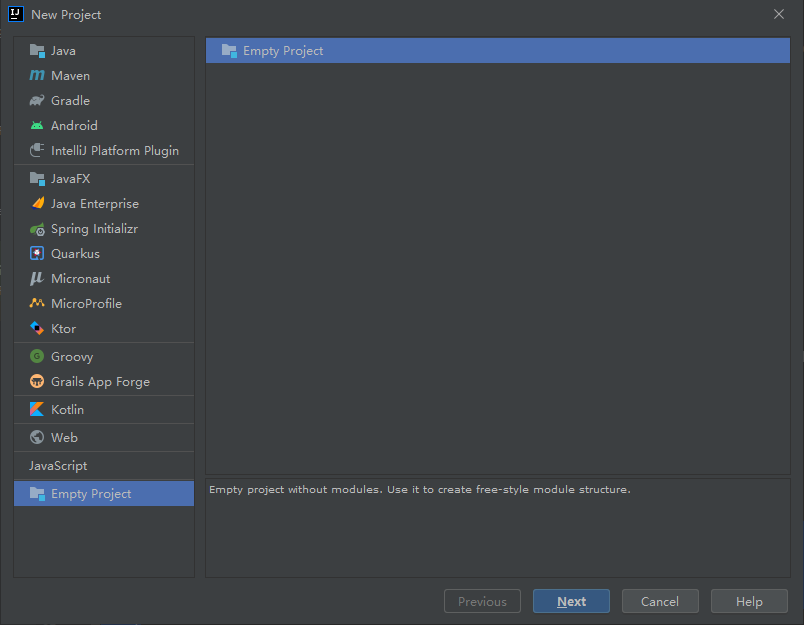 New Project
Java
Maven
Gradle
Android
IntelliJ Platform Plugin
JavaFX
Java Enterprise
Spring Initializr
Quarkus
Micronaut
MicroProfile
Ktor
Groovy
Grails App Forge
Kotlin
Web
JavaScript
Empty Project
Empty Project
Empty project without modules. Use it to create free-style module structure.
Previous
Next
Cancel
Help